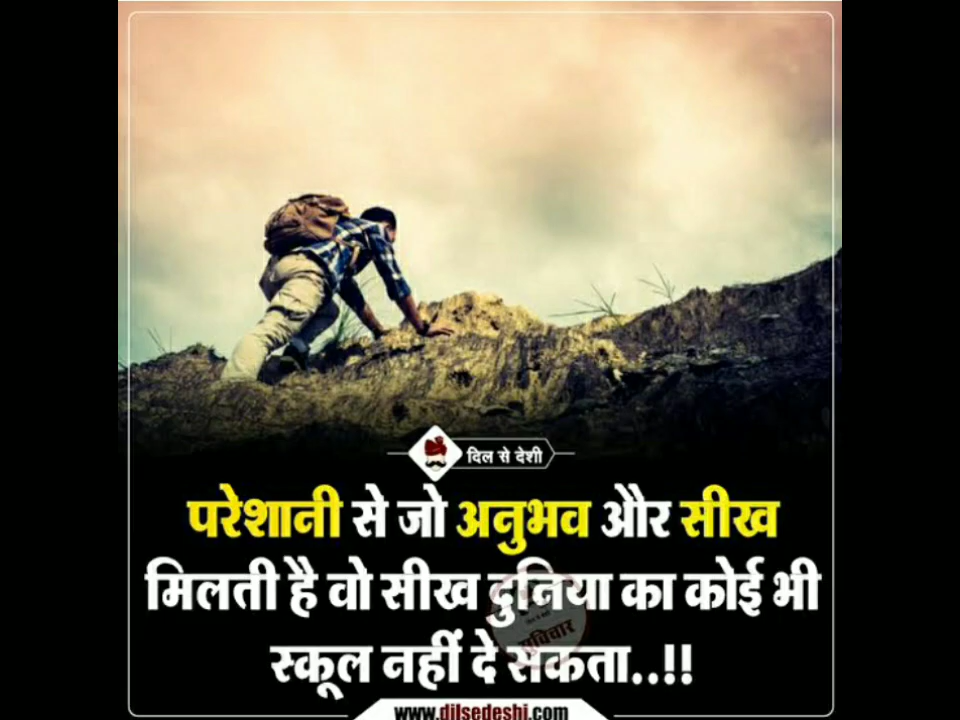 दिल से देशी
परेशानी से जो अनुभव और सीख
मिलती है वो सीख दुनिया का कोई भी
सुविचार
स्कूल नहीं दे सकता..!!
www.dilsedeshi.com